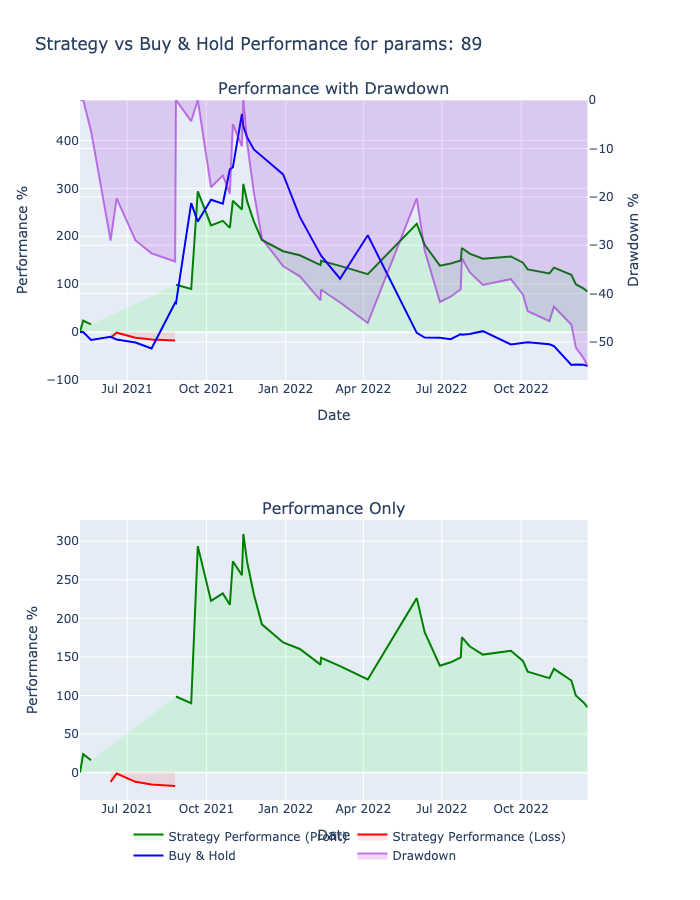 Strategy vs Buy & Hold Performance for params: 89
Performance with Drawdown
400
300
200
100
0
−100
0
−10
−20
−30
−40
−50
Performance %
Drawdown %
Jul 2021 Oct 2021 Jan 2022 Apr 2022 Jul 2022 Oct 2022
Date
Performance Only
300
250
200
150
100
50
0
Performance %
Jul 2021 Oct 2021 Jan 2022 Apr 2022 Jul 2022 Oct 2022
Date
Strategy Performance (Profit) Strategy Performance (Loss)
Buy & Hold Drawdown